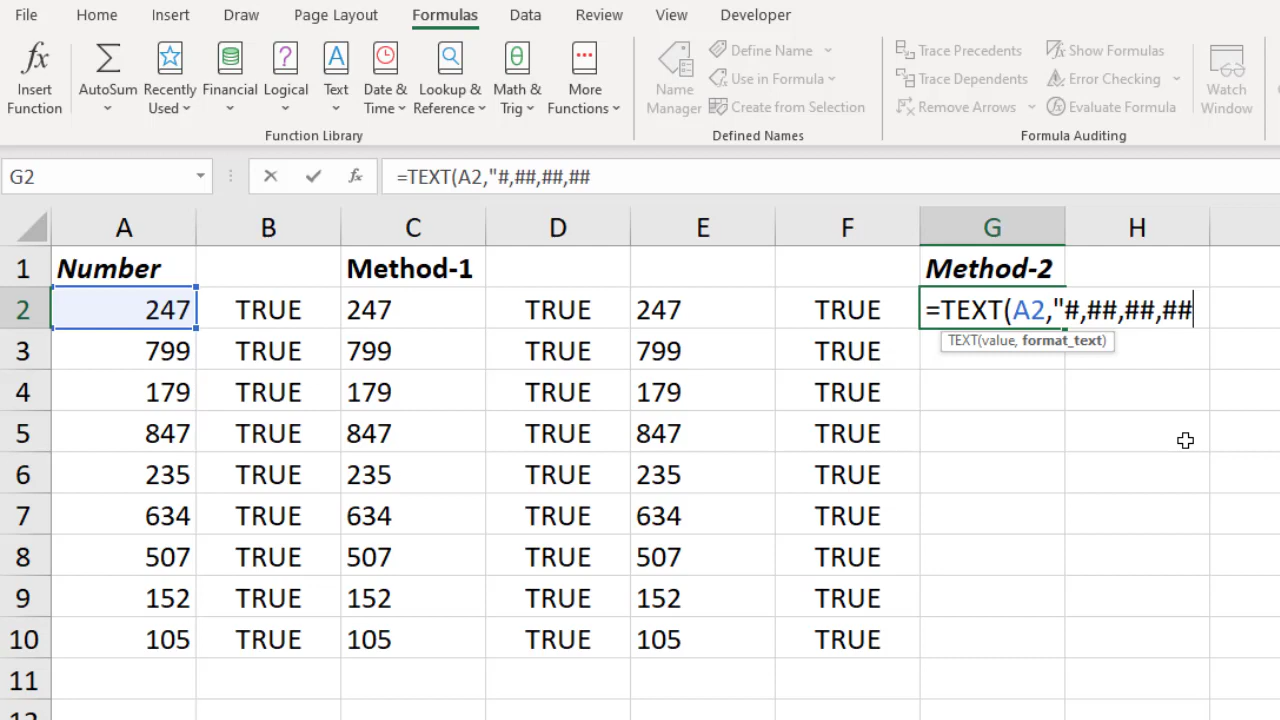 File Home Insert Draw Page Layout Formulas Data Review View Developer
fx Σ A θ
Insert Function AutoSum Recently Used Financial Logical Text Date & Time Lookup & Reference Math & Trig More Functions
Function Library
Name Manager Define Name Use in Formula Create from Selection
Defined Names
Trace Precedents Show Formulas
Trace Dependents Error Checking
Remove Arrows Evaluate Formula
Watch Window
Formula Auditing
G2 fx =TEXT(A2,"#,##,##,##
A B C D E F G H
1 Number Method-1 Method-2
2 247 TRUE 247 TRUE 247 TRUE =TEXT(A2,"#,##,##,##
TEXT(value, format_text)
3 799 TRUE 799 TRUE 799 TRUE
4 179 TRUE 179 TRUE 179 TRUE
5 847 TRUE 847 TRUE 847 TRUE
6 235 TRUE 235 TRUE 235 TRUE
7 634 TRUE 634 TRUE 634 TRUE
8 507 TRUE 507 TRUE 507 TRUE
9 152 TRUE 152 TRUE 152 TRUE
10 105 TRUE 105 TRUE 105 TRUE
11
12